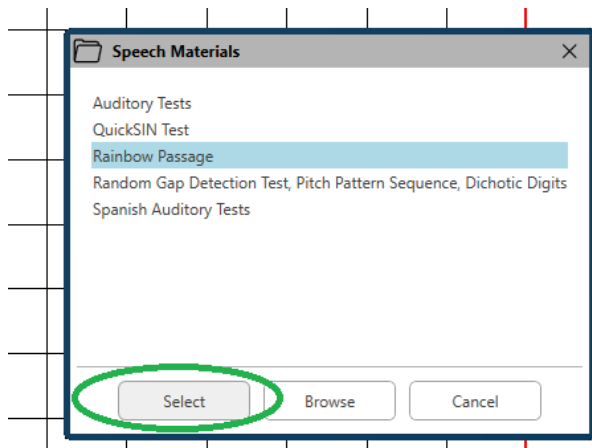 Speech Materials
Auditory Tests
QuickSIN Test
Rainbow Passage
Random Gap Detection Test, Pitch Pattern Sequence, Dichotic Digits
Spanish Auditory Tests
Select Browse Cancel